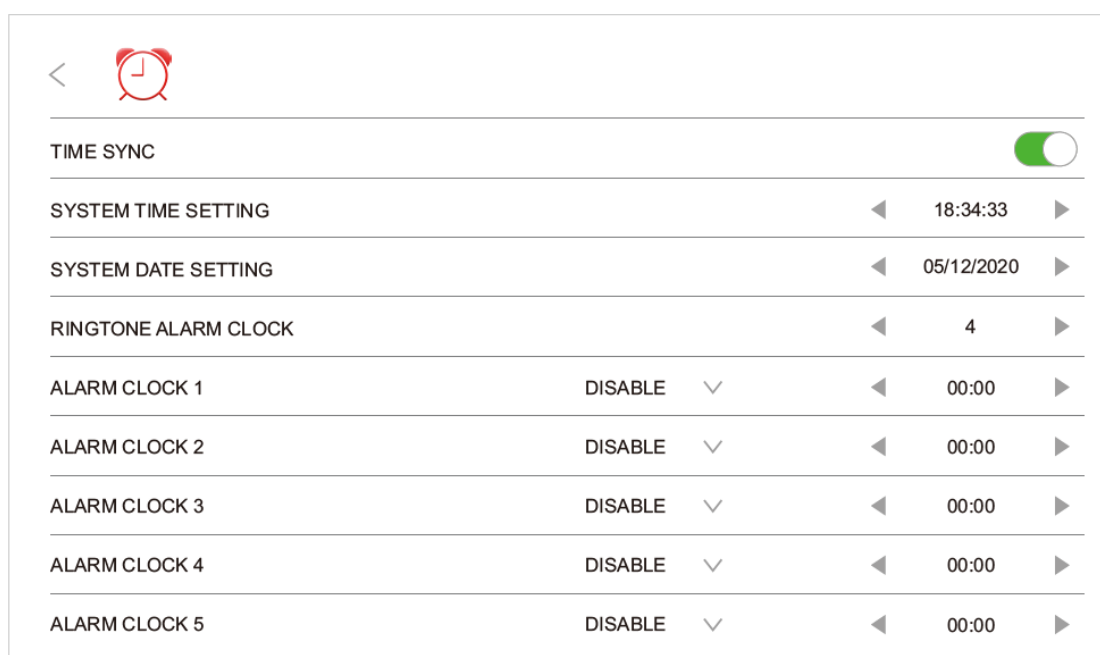 TIME SYNC
SYSTEM TIME SETTING 18:34:33
SYSTEM DATE SETTING 05/12/2020
RINGTONE ALARM CLOCK 4
ALARM CLOCK 1 DISABLE 00:00
ALARM CLOCK 2 DISABLE 00:00
ALARM CLOCK 3 DISABLE 00:00
ALARM CLOCK 4 DISABLE 00:00
ALARM CLOCK 5 DISABLE 00:00